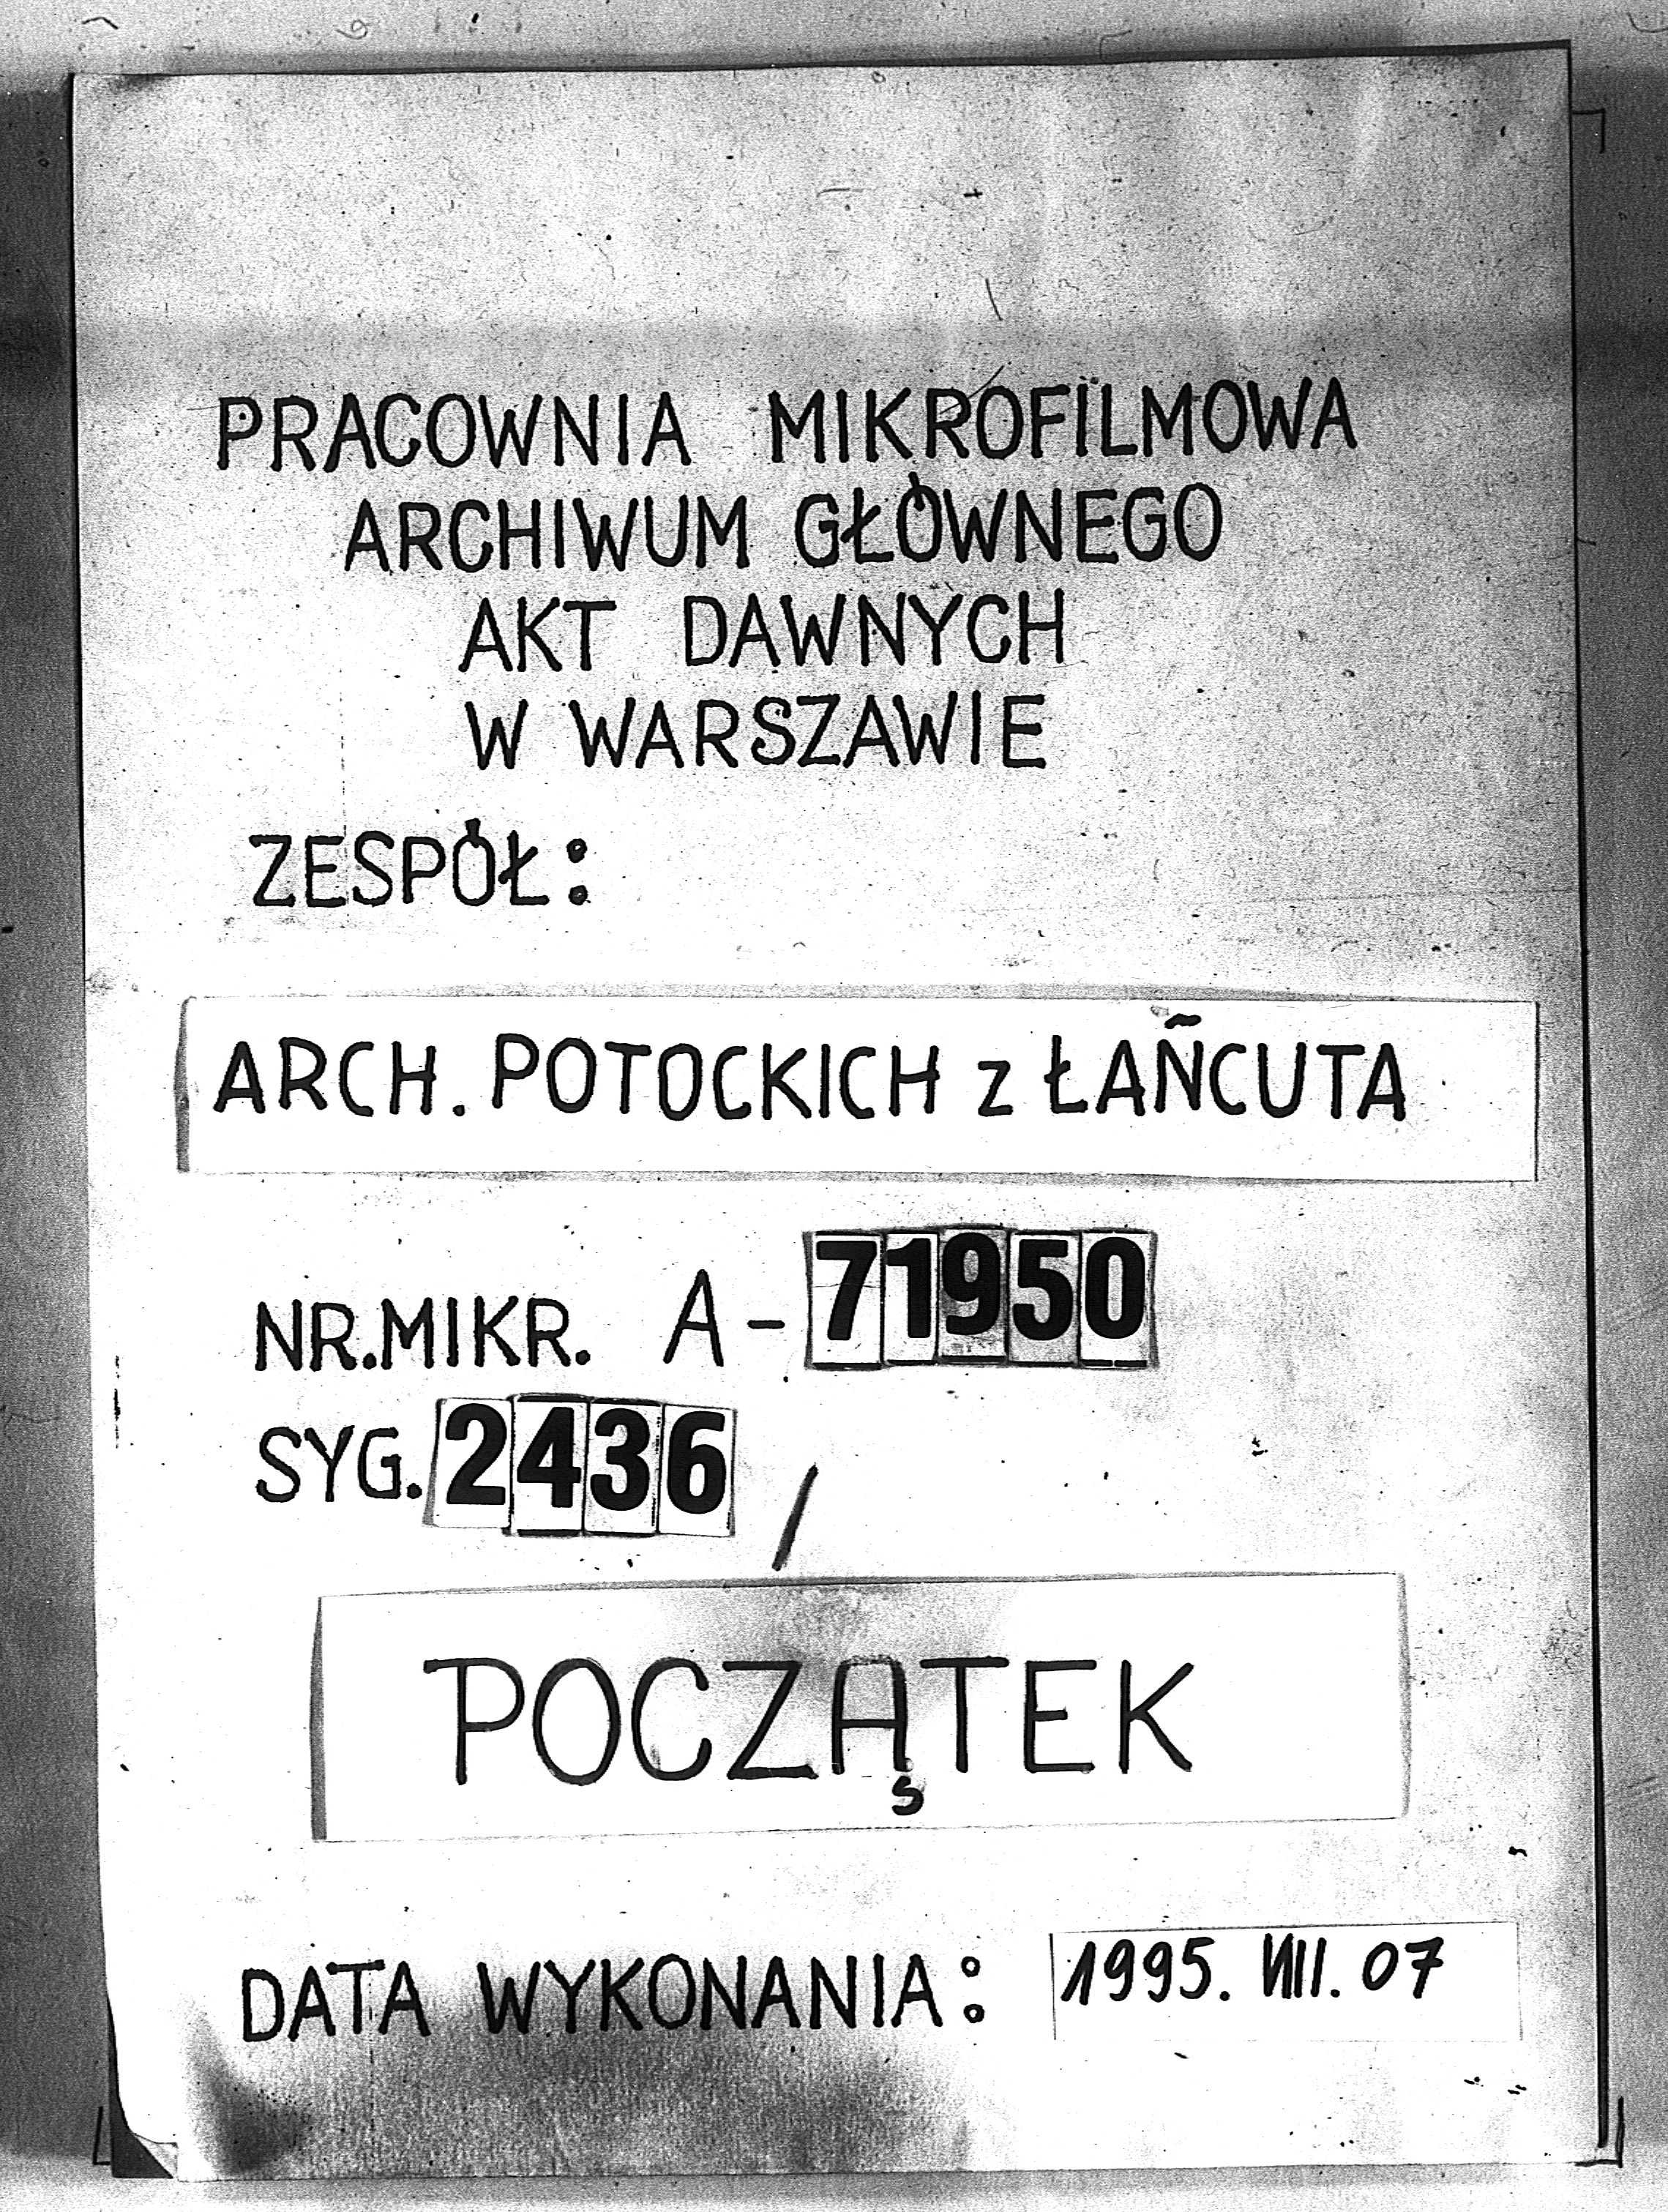 PRACOWNIA MIKROFILMOWA
ARCHIWUM GŁÓWNEGO
AKT DAWNYCH
W WARSZAWIE
ZESPÓŁ:
ARCH. POTOCKICH z ŁAŃCUTA
NR.MIKR. A-71950
SYG. 2436 /
POCZĄTEK
DATA WYKONANIA: 1995. VIII. 07